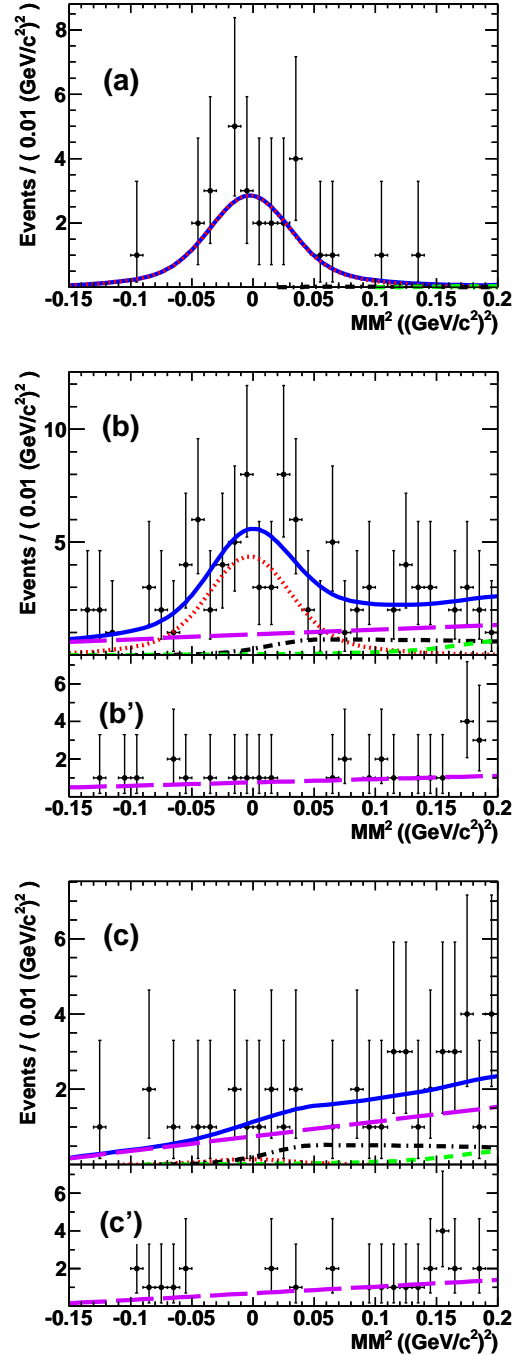 (a)
Events / ( 0.01 (GeV/c²)² )
8
6
4
2
-0.15 -0.1 -0.05 0 0.05 0.1 0.15 0.2
MM² ((GeV/c²)²)
(b)
Events / ( 0.01 (GeV/c²)² )
10
5
(b’)
6
4
2
-0.15 -0.1 -0.05 0 0.05 0.1 0.15 0.2
MM² ((GeV/c²)²)
(c)
Events / ( 0.01 (GeV/c²)² )
6
4
2
(c’)
6
4
2
-0.15 -0.1 -0.05 0 0.05 0.1 0.15 0.2
MM² ((GeV/c²)²)